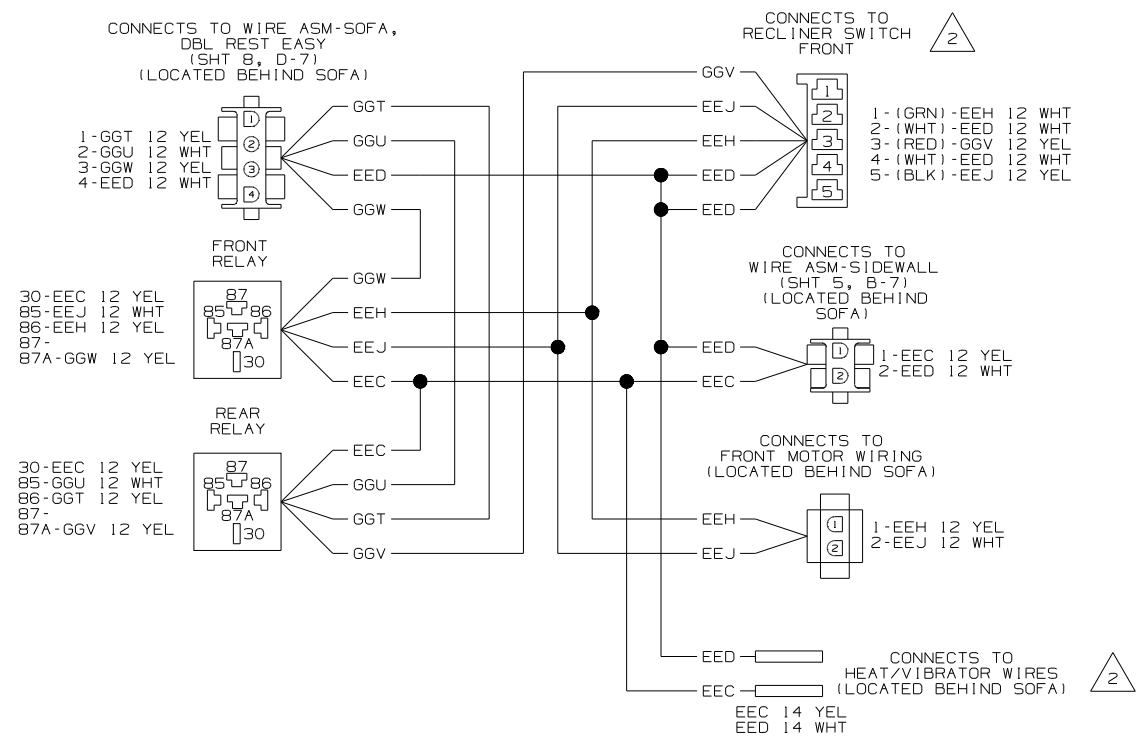 CONNECTS TO WIRE ASM-SOFA,
DBL REST EASY
(SHT 8, D-7)
(LOCATED BEHIND SOFA)
1
2
3
4
1-GGT 12 YEL
2-GGU 12 WHT
3-GGW 12 YEL
4-EED 12 WHT
GGT
GGU
EED
GGW
FRONT
RELAY
30-EEC 12 YEL
85-EEJ 12 WHT
86-EEH 12 YEL
87-
87A-GGW 12 YEL
87
85
86
87A
30
GGW
EEH
EEJ
EEC
REAR
RELAY
30-EEC 12 YEL
85-GGU 12 WHT
86-GGT 12 YEL
87-
87A-GGV 12 YEL
87
85
86
87A
30
EEC
GGU
GGT
GGV
CONNECTS TO
RECLINER SWITCH
FRONT
2
GGV
EEJ
EEH
EED
EED
1
2
3
4
5
1-(GRN)-EEH 12 WHT
2-(WHT)-EED 12 WHT
3-(RED)-GGV 12 YEL
4-(WHT)-EED 12 WHT
5-(BLK)-EEJ 12 YEL
CONNECTS TO
WIRE ASM-SIDEWALL
(SHT 5, B-7)
(LOCATED BEHIND
SOFA)
EED
EEC
1
2
1-EEC 12 YEL
2-EED 12 WHT
CONNECTS TO
FRONT MOTOR WIRING
(LOCATED BEHIND SOFA)
EEH
EEJ
1
2
1-EEH 12 YEL
2-EEJ 12 WHT
EED
EEC
CONNECTS TO
HEAT/VIBRATOR WIRES
(LOCATED BEHIND SOFA)
2
EEC 14 YEL
EED 14 WHT